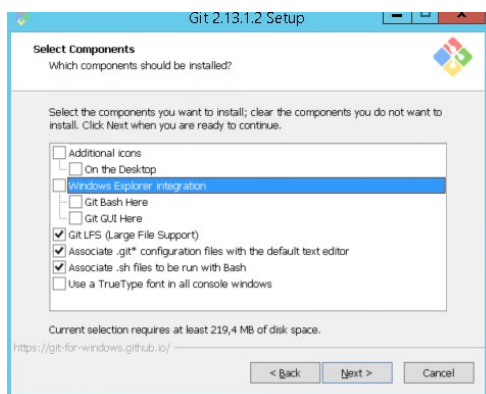 Git 2.13.1.2 Setup
Select Components
Which components should be installed?
Select the components you want to install; clear the components you do not want to
install. Click Next when you are ready to continue.
Additional icons
On the Desktop
Windows Explorer integration
Git Bash Here
Git GUI Here
Git LFS (Large File Support)
Associate .git* configuration files with the default text editor
Associate .sh files to be run with Bash
Use a TrueType font in all console windows
Current selection requires at least 219,4 MB of disk space.
https://git-for-windows.github.io/
< Back Next > Cancel